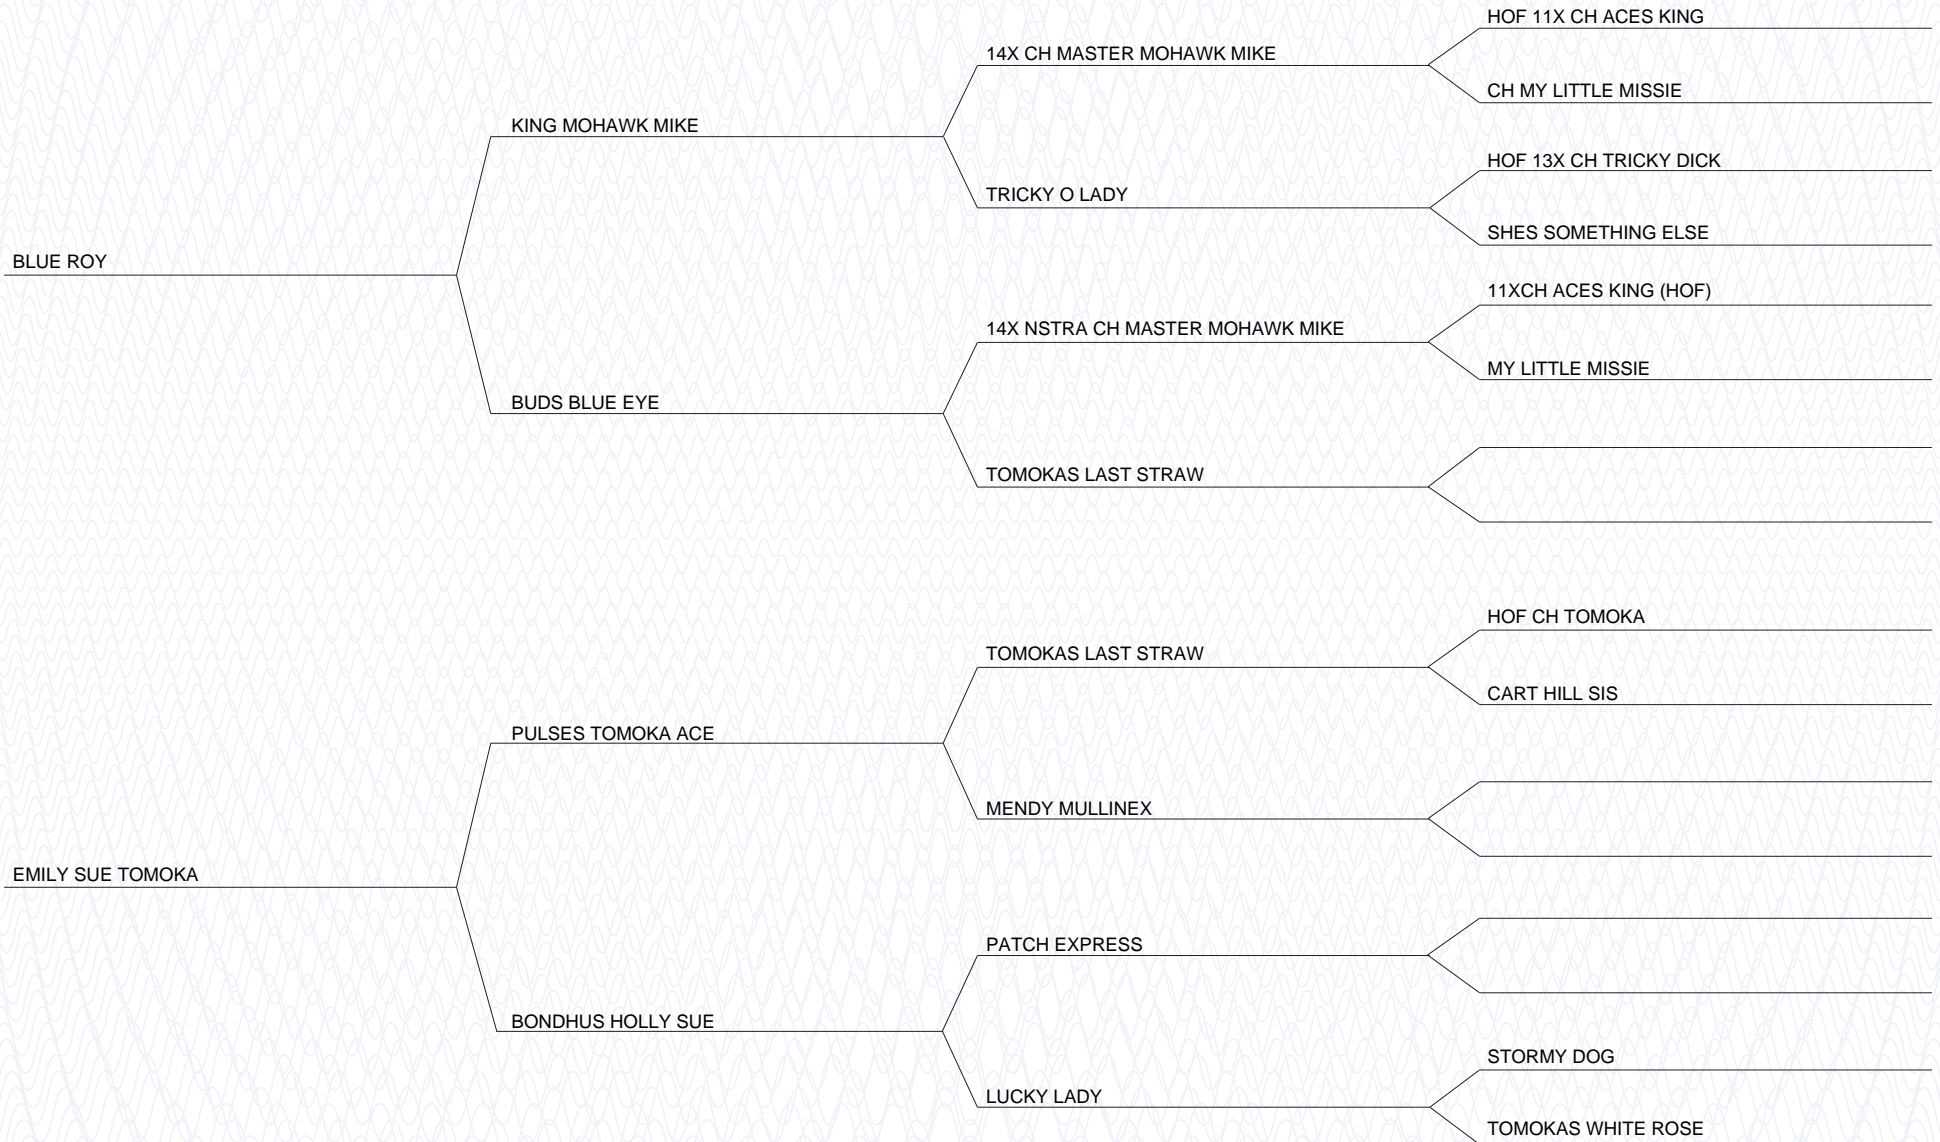 HOF 11X CH ACES KING
14X CH MASTER MOHAWK MIKE
CH MY LITTLE MISSIE
KING MOHAWK MIKE
HOF 13X CH TRICKY DICK
TRICKY O LADY
SHES SOMETHING ELSE
BLUE ROY
11XCH ACES KING (HOF)
14X NSTRA CH MASTER MOHAWK MIKE
MY LITTLE MISSIE
BUDS BLUE EYE
TOMOKAS LAST STRAW
HOF CH TOMOKA
TOMOKAS LAST STRAW
CART HILL SIS
PULSES TOMOKA ACE
MENDY MULLINEX
EMILY SUE TOMOKA
PATCH EXPRESS
BONDHUS HOLLY SUE
STORMY DOG
LUCKY LADY
TOMOKAS WHITE ROSE